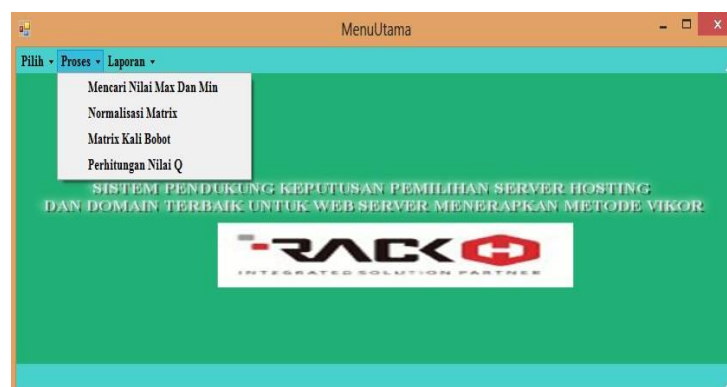 MenuUtama
Pilih Proses Laporan
Mencari Nilai Max Dan Min
Normalisasi Matrix
Matrix Kali Bobot
Perhitungan Nilai Q
SISTEM PENDUKUNG KEPUTUSAN PEMILIHAN SERVER HOSTING
DAN DOMAIN TERBAIK UNTUK WEB SERVER MENERAPKAN METODE VIKOR
RACKH
INTEGRATED SOLUTION PARTNER